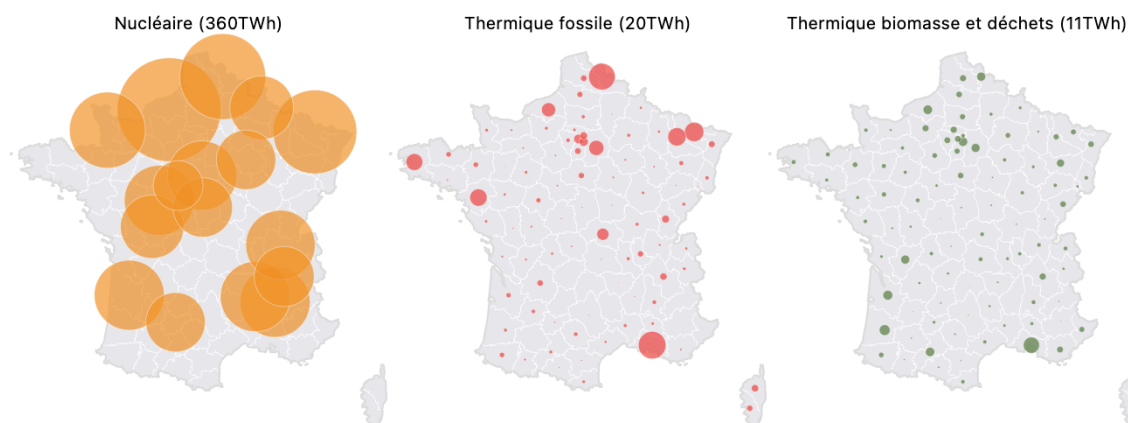 Nucléaire (360TWh)
Thermique fossile (20TWh)
Thermique biomasse et déchets (11TWh)